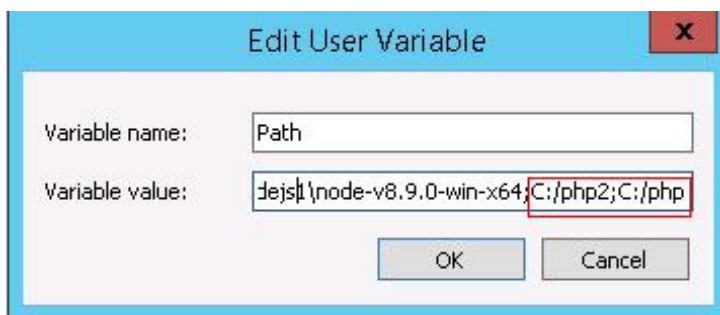 Edit User Variable
x
Variable name:
Path
Variable value:
dejs1\node-v8.9.0-win-x64;C:/php2;C:/php
OK
Cancel